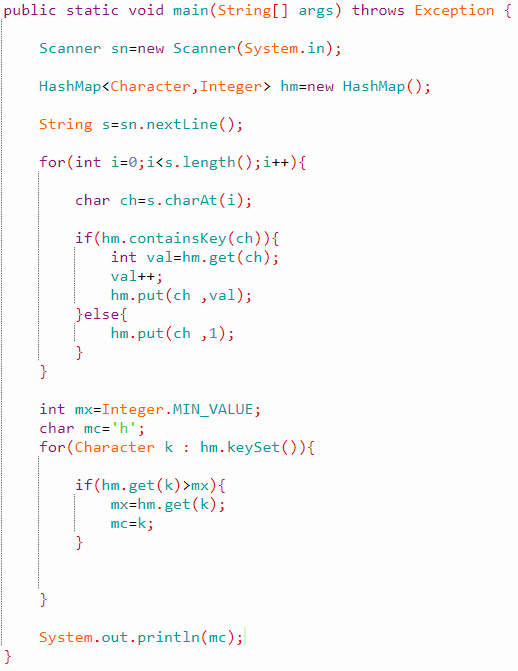 public static void main(String[] args) throws Exception {
Scanner sn=new Scanner(System.in);
HashMap<Character,Integer> hm=new HashMap();
String s=sn.nextLine();
for(int i=0;i<s.length();i++){
char ch=s.charAt(i);
if(hm.containsKey(ch)){
int val=hm.get(ch);
val++;
hm.put(ch ,val);
}else{
hm.put(ch ,1);
}
}
int mx=Integer.MIN_VALUE;
char mc='h';
for(Character k : hm.keySet()){
if(hm.get(k)>mx){
mx=hm.get(k);
mc=k;
}
}
System.out.println(mc);
}